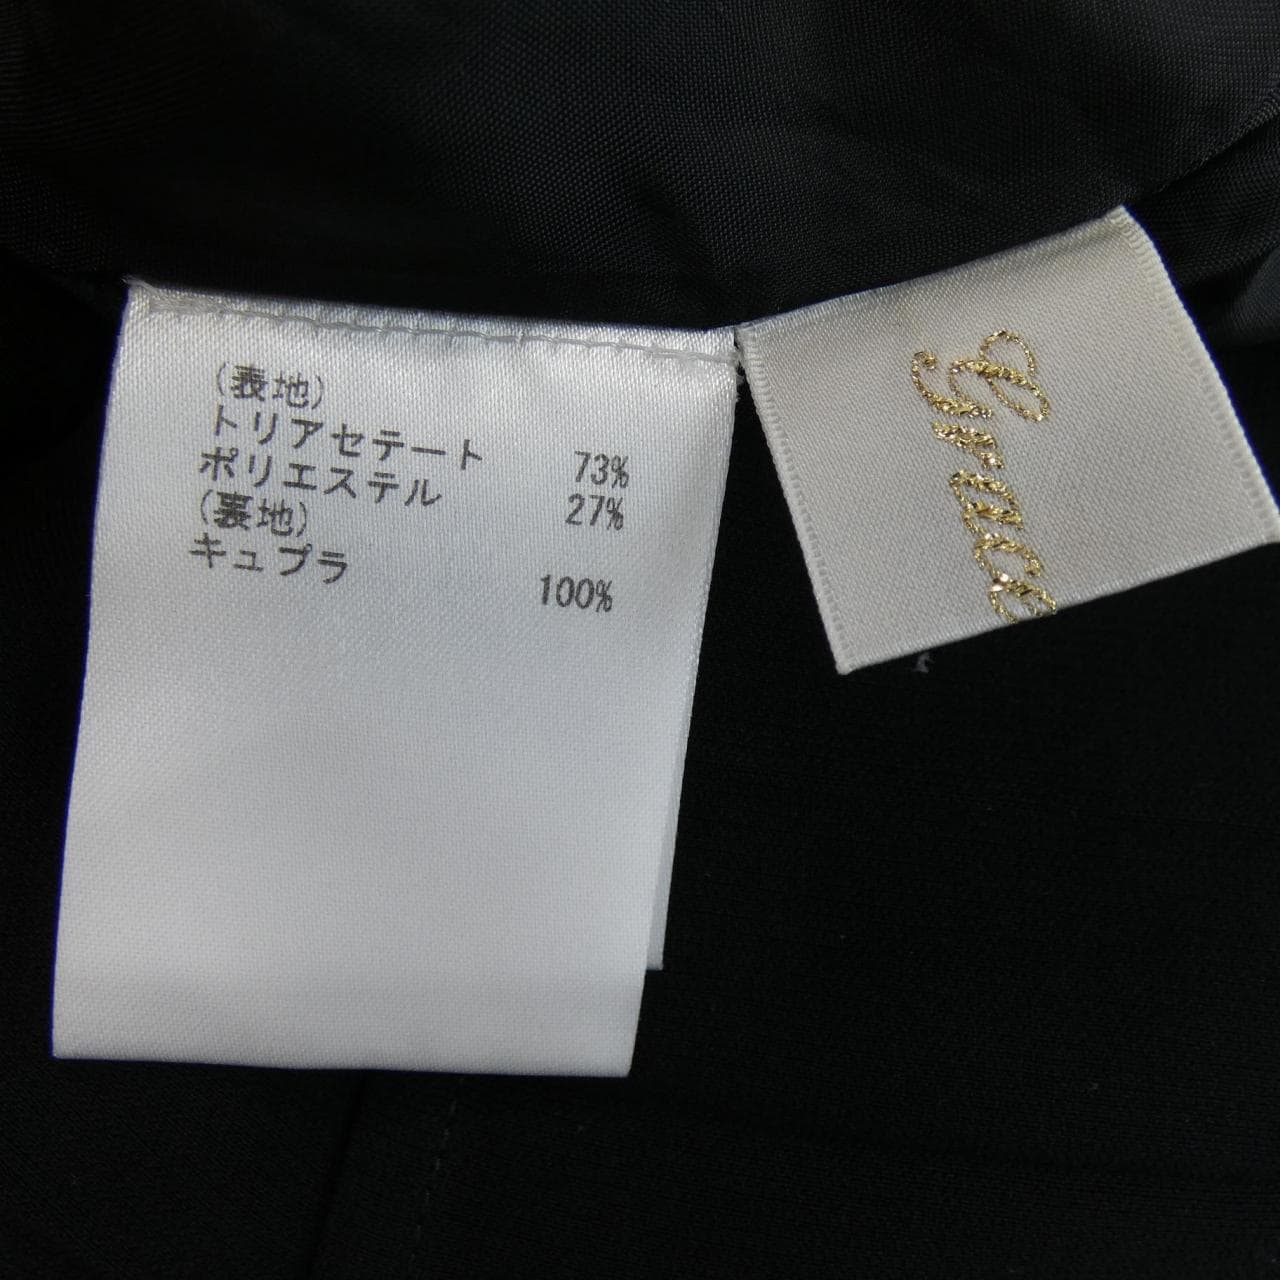 (表地)
トリアセテート 73%
ポリエステル 27%
(裏地)
キュプラ 100%
Grace